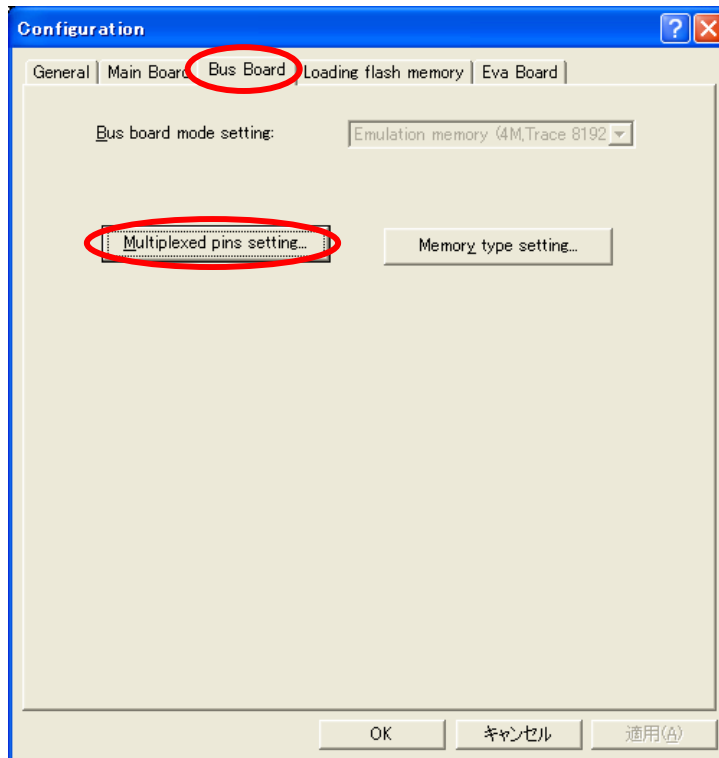 Configuration
General Main Board Bus Board Loading flash memory Eva Board
Bus board mode setting: Emulation memory (4M,Trace 8192
Multiplexed pins setting... Memory type setting...
OK キャンセル 適用(A)